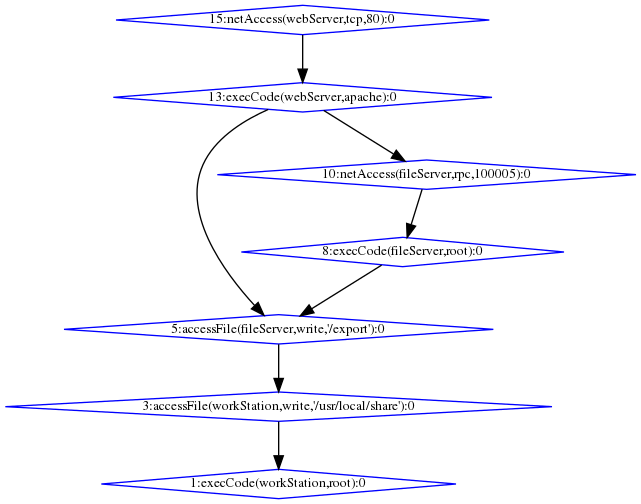 15:netAccess(webServer,tcp,80):0
13:execCode(webServer,apache):0
10:netAccess(fileServer,rpc,100005):0
8:execCode(fileServer,root):0
5:accessFile(fileServer,write,'/export'):0
3:accessFile(workStation,write,'/usr/local/share'):0
1:execCode(workStation,root):0